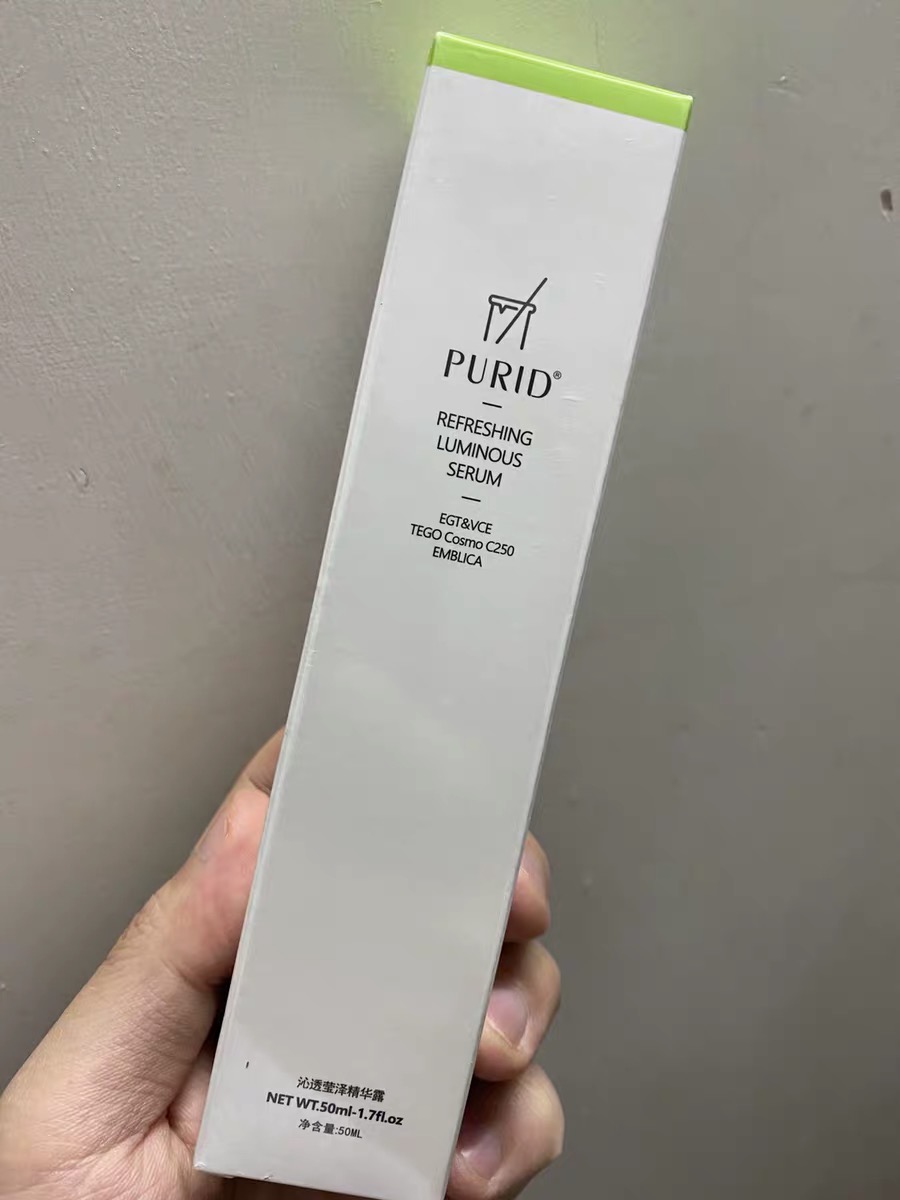 PURID®
REFRESHING
LUMINOUS
SERUM
EGT&VCE
TEGO Cosmo C250
EMBLICA
沁透莹泽精华露
NET WT.50ml-1.7fl.oz
净含量:50ML